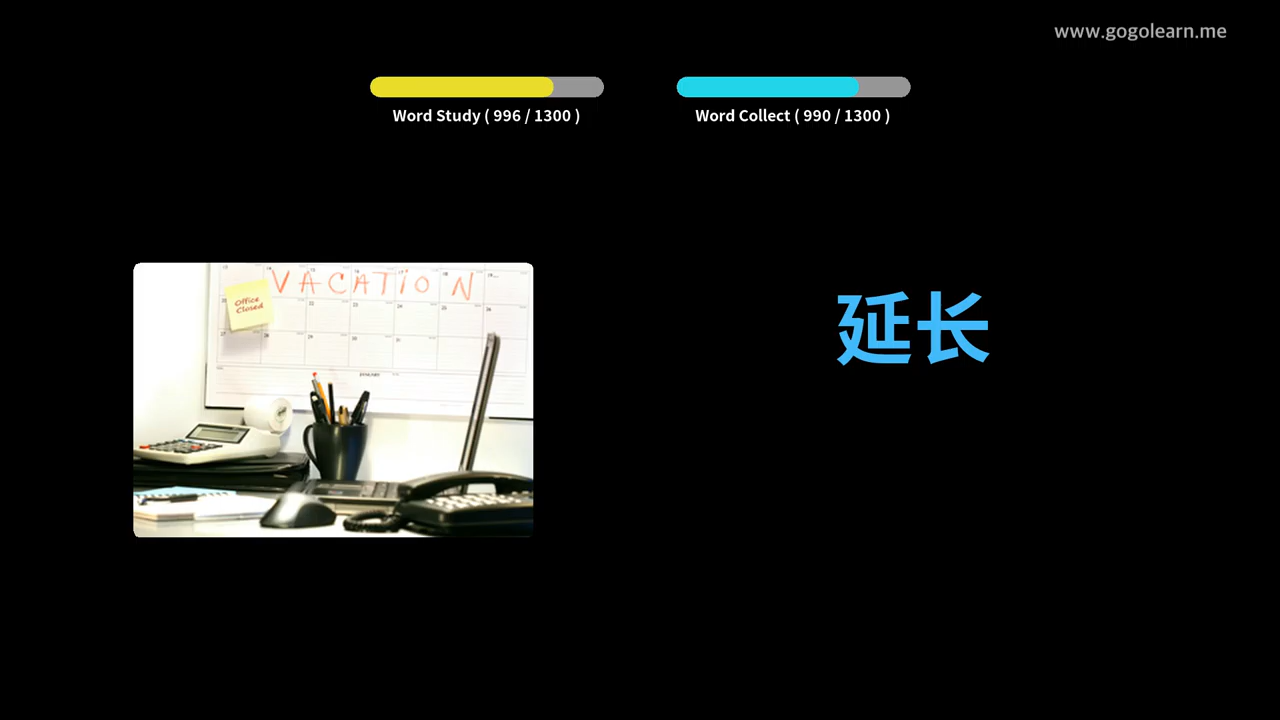 www.gogolearn.me
Word Study ( 996 / 1300 )
Word Collect ( 990 / 1300 )
VACATION
Office
Closed
延长